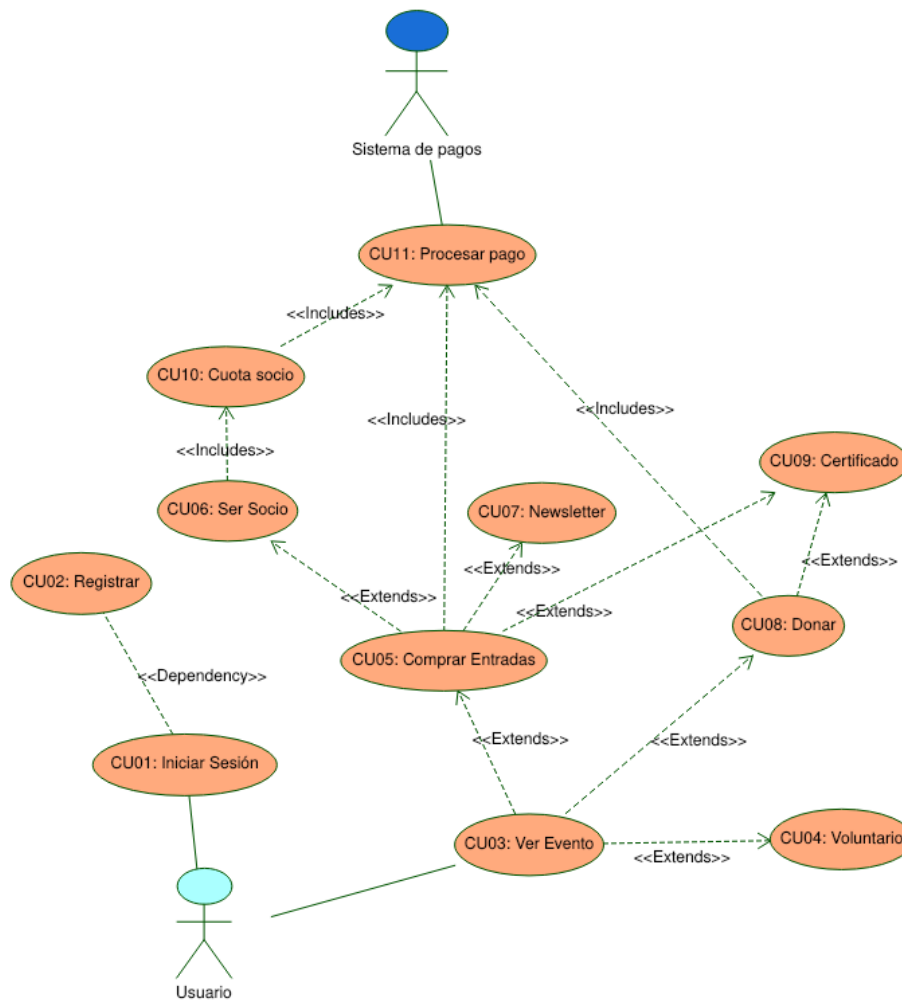 Sistema de pagos
CU11: Procesar pago
<<Includes>>
CU10: Cuota socio
<<Includes>>
<<Includes>>
<<Includes>>
CU09: Certificado
CU06: Ser Socio
CU07: Newsletter
CU02: Registrar
<<Extends>>
<<Extends>>
<<Extends>>
<<Extends>>
CU08: Donar
CU05: Comprar Entradas
<<Dependency>>
<<Extends>>
<<Extends>>
CU01: Iniciar Sesión
CU03: Ver Evento
CU04: Voluntario
<<Extends>>
Usuario